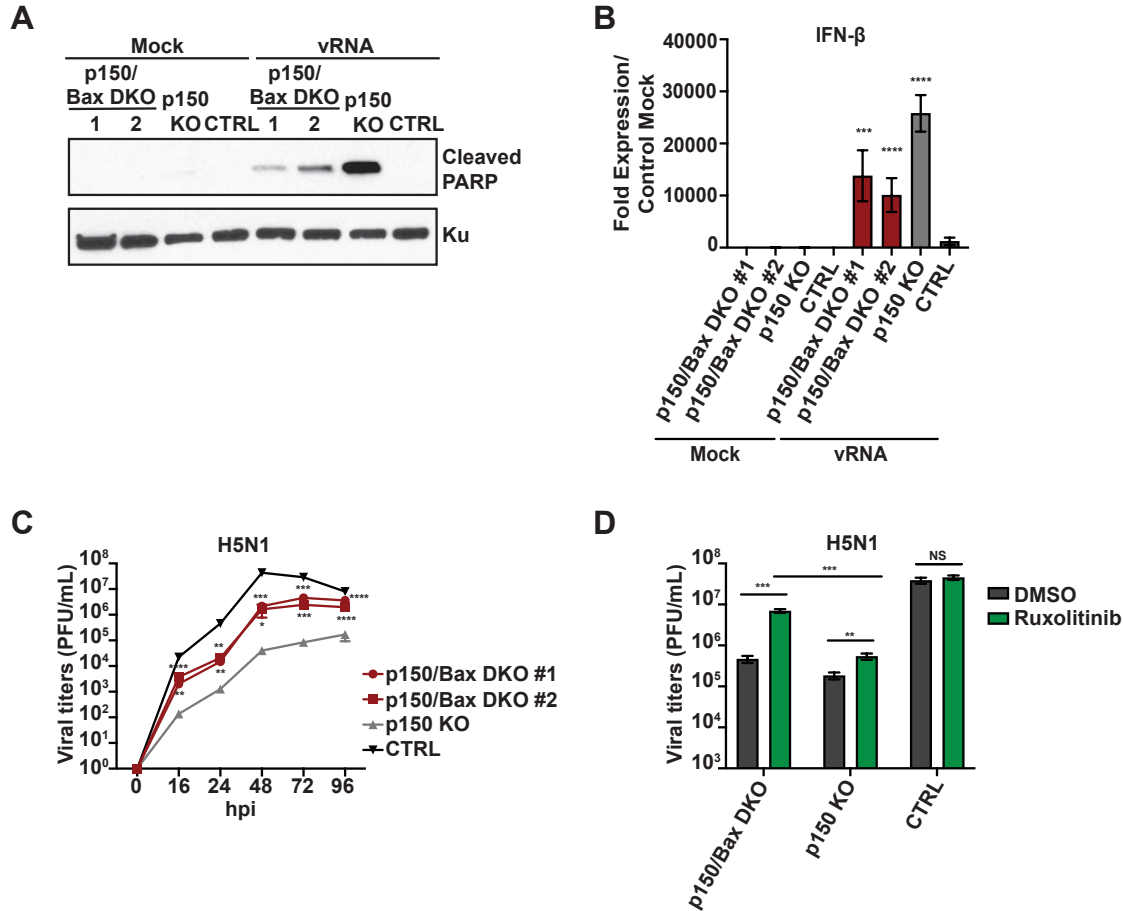 A
Mock vRNA
p150/ p150/
Bax DKO p150 Bax DKO p150
1 2 KO CTRL 1 2 KO CTRL
Cleaved
PARP
Ku
B
IFN-β
Fold Expression/
Control Mock
40000
30000
20000
10000
0
*** **** ****
p150/Bax DKO #1
p150/Bax DKO #2
p150 KO
CTRL
p150/Bax DKO #1
p150/Bax DKO #2
p150 KO
CTRL
Mock vRNA
C
H5N1
Viral titers (PFU/mL)
10⁸
10⁷
10⁶
10⁵
10⁴
10³
10²
10¹
10⁰
**** ** *** *** ****
** ** * *** ****
0 16 24 48 72 96
hpi
p150/Bax DKO #1
p150/Bax DKO #2
p150 KO
CTRL
D
H5N1
Viral titers (PFU/mL)
10⁸
10⁷
10⁶
10⁵
10⁴
10³
*** *** ** NS
DMSO
Ruxolitinib
p150/Bax DKO
p150 KO
CTRL